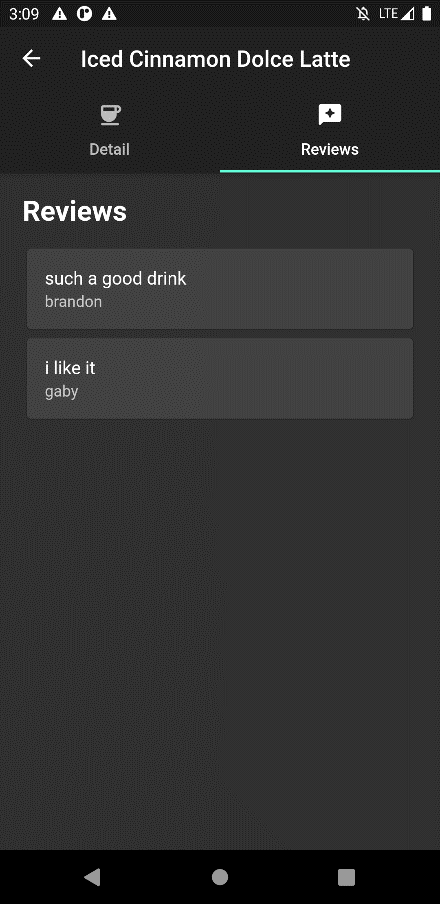 3:09
LTE
Iced Cinnamon Dolce Latte
Detail
Reviews
Reviews
such a good drink
brandon
i like it
gaby